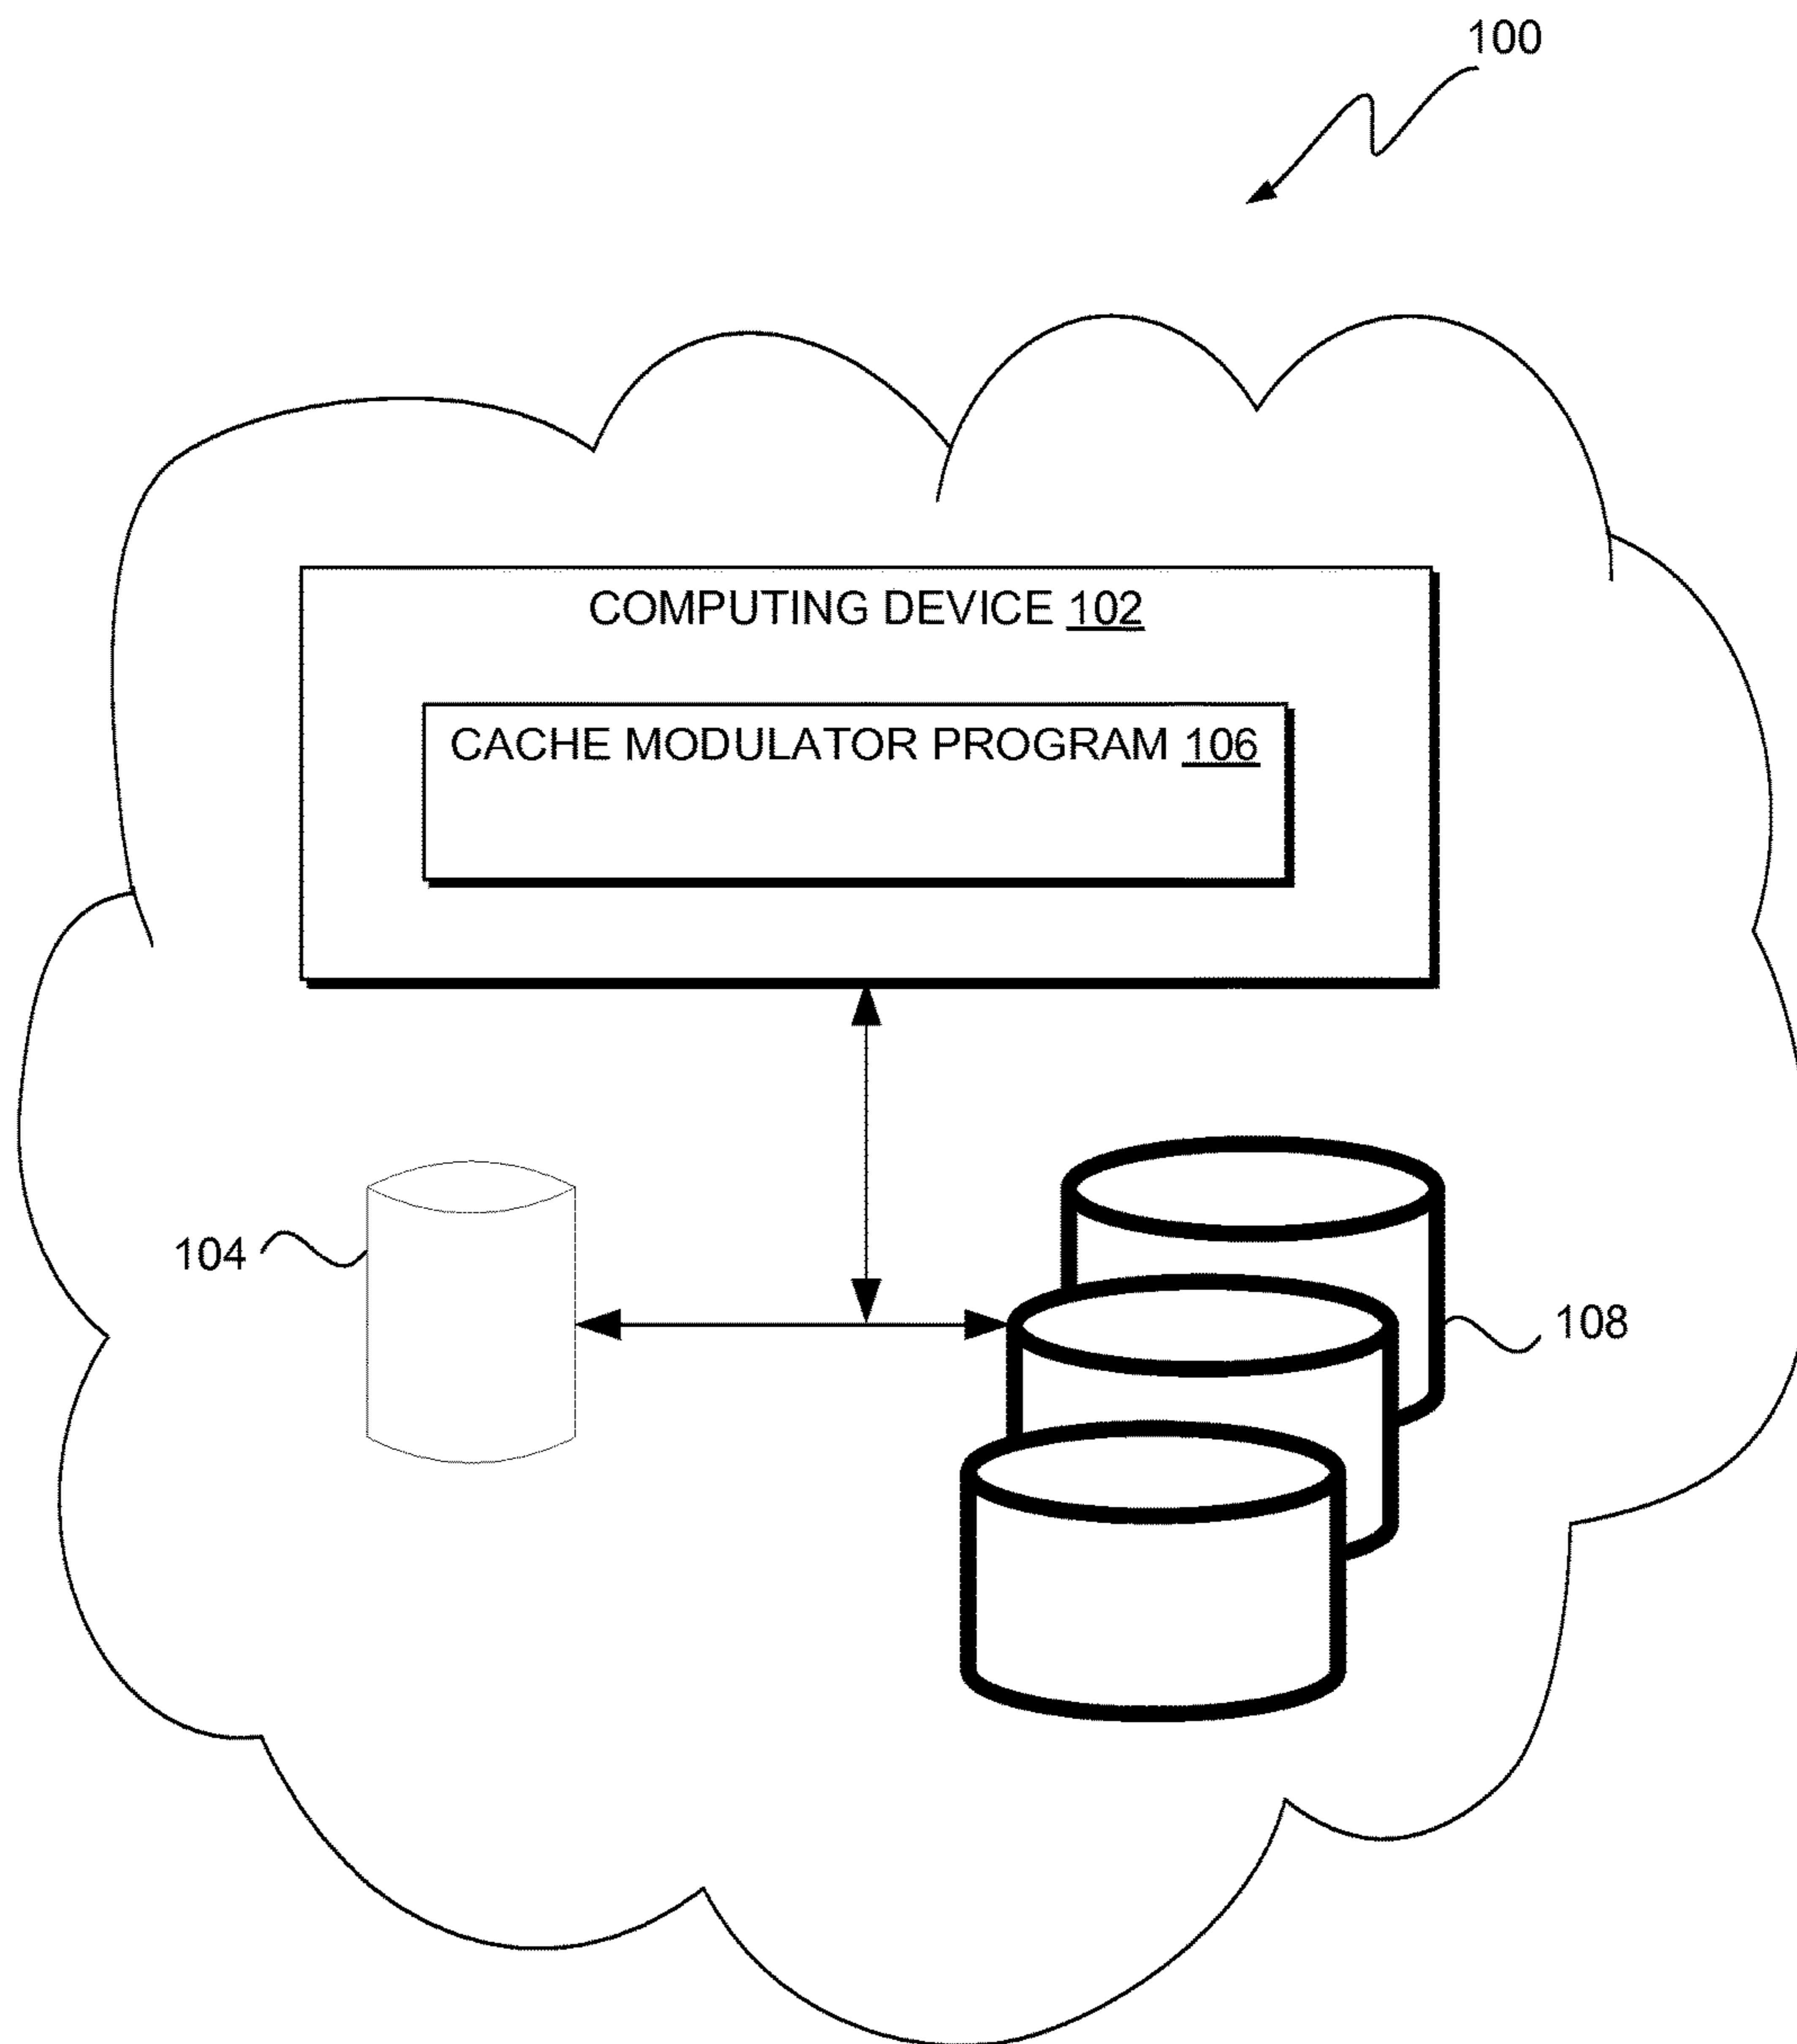 100
COMPUTING DEVICE 102
CACHE MODULATOR PROGRAM 106
104
108